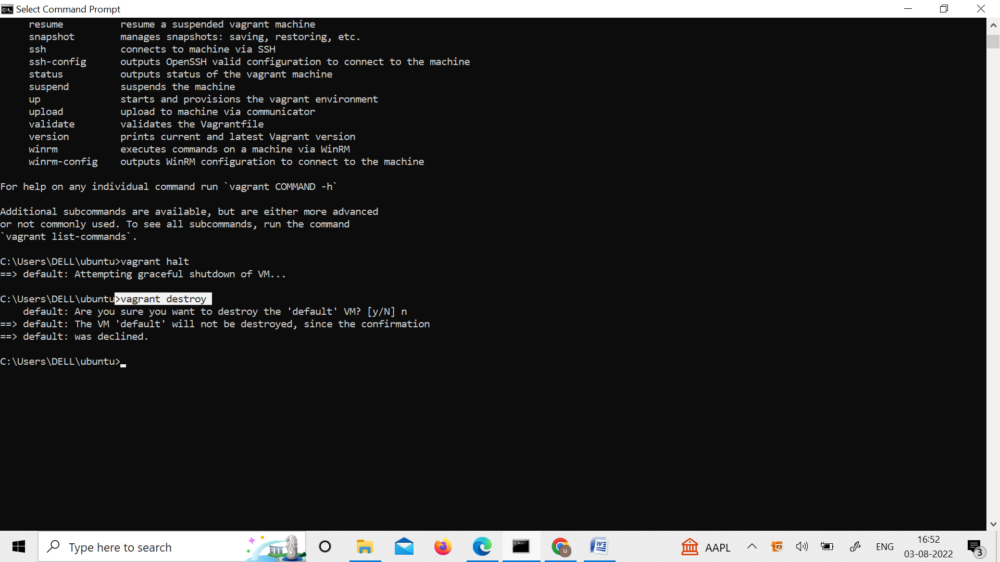 Select Command Prompt
resume          resume a suspended vagrant machine
snapshot        manages snapshots: saving, restoring, etc.
ssh             connects to machine via SSH
ssh-config      outputs OpenSSH valid configuration to connect to the machine
status          outputs status of the vagrant machine
suspend         suspends the machine
up              starts and provisions the vagrant environment
upload          upload to machine via communicator
validate        validates the Vagrantfile
version         prints current and latest Vagrant version
winrm           executes commands on a machine via WinRM
winrm-config    outputs WinRM configuration to connect to the machine
For help on any individual command run `vagrant COMMAND -h`
Additional subcommands are available, but are either more advanced
or not commonly used. To see all subcommands, run the command
`vagrant list-commands`.
C:\Users\DELL\ubuntu>vagrant halt
==> default: Attempting graceful shutdown of VM...
C:\Users\DELL\ubuntu>vagrant destroy
default: Are you sure you want to destroy the 'default' VM? [y/N] n
==> default: The VM 'default' will not be destroyed, since the confirmation
==> default: was declined.
C:\Users\DELL\ubuntu>
Type here to search
AAPL
ENG
16:52
03-08-2022
3